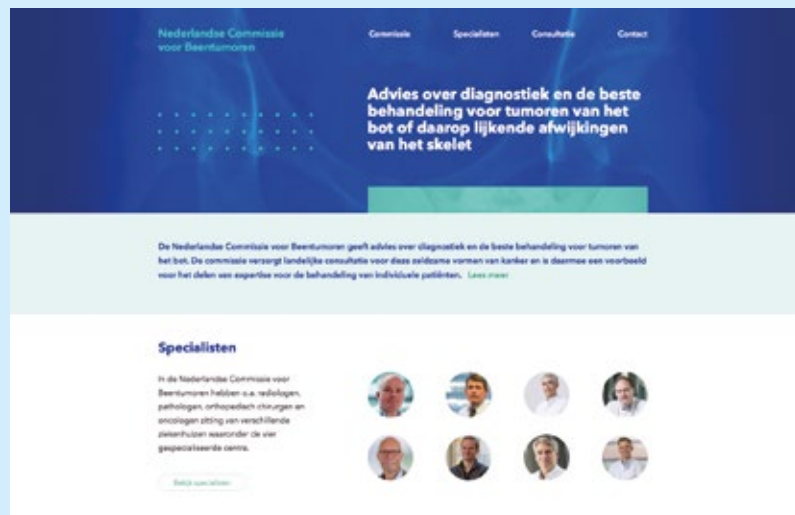 Nederlandse Commissie
voor Beentumoren
Commissie Specialisten Consultatie Contact
Advies over diagnostiek en de beste
behandeling voor tumoren van het
bot of daarop lijkende afwijkingen
van het skelet
De Nederlandse Commissie voor Beentumoren geeft advies over diagnostiek en de beste behandeling voor tumoren van
het bot. De commissie verzorgt landelijke consultatie voor deze zeldzame vormen van kanker en is daarmee een voorbeeld
voor het delen van expertise voor de behandeling van individuele patiënten. Lees meer
Specialisten
In de Nederlandse Commissie voor
Beentumoren hebben o.a. radiologen,
pathologen, orthopedisch chirurgen en
oncologen zitting van verschillende
ziekenhuizen waaronder de vier
gespecialiseerde centra.
Bekijk specialisten